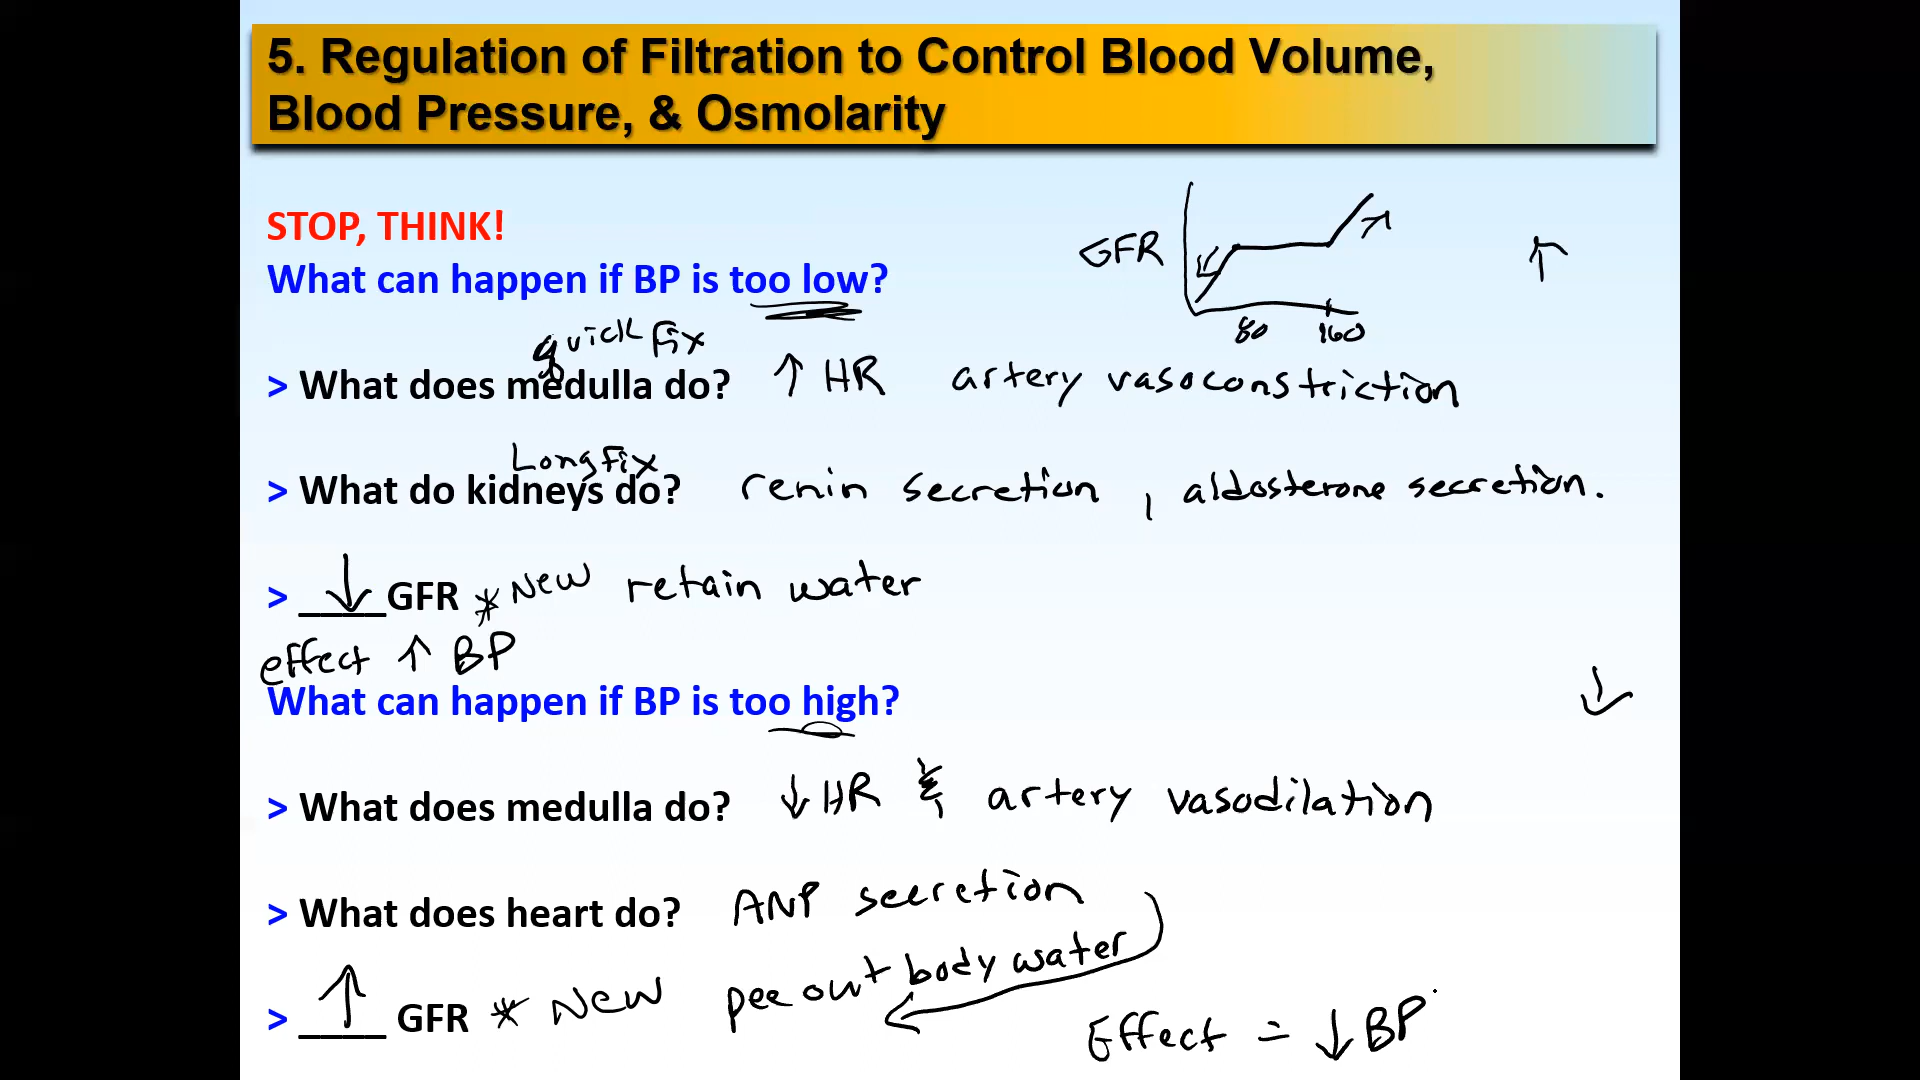 5. Regulation of Filtration to Control Blood Volume,
Blood Pressure, & Osmolarity
STOP, THINK!
GFR
80 160
↑
What can happen if BP is too low?
quick fix
> What does medulla do? ↑ HR artery vasoconstriction
Long fix
> What do kidneys do? renin secretion , aldosterone secretion.
> ____GFR ↓ * New retain water
effect ↑ BP
What can happen if BP is too high?
↓
> What does medulla do? ↓ HR & artery vasodilation
> What does heart do? ANP secretion
> ____ GFR ↑ * New pee out body water
Effect = ↓ BP